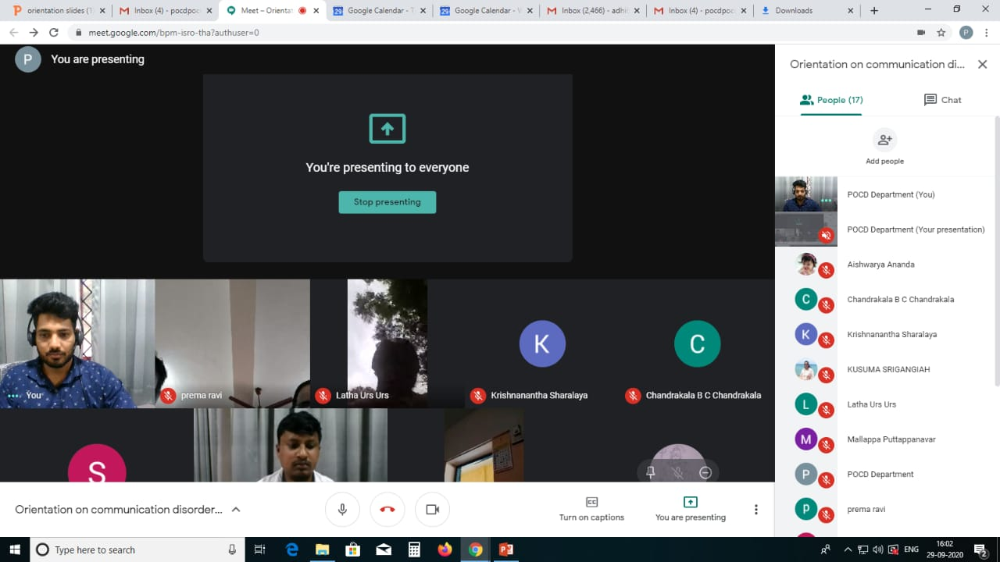 orientation slides (1
Inbox (4) - pocdpoc
Meet – Orientat
Google Calendar - T
Google Calendar - W
Inbox (2,466) - adhi
Inbox (4) - pocdpoc
Downloads
meet.google.com/bpm-isro-tha?authuser=0
P
P
You are presenting
You're presenting to everyone
Stop presenting
You
prema ravi
Latha Urs Urs
K
Krishnanantha Sharalaya
C
Chandrakala B C Chandrakala
S
Orientation on communication di...
People (17)
Chat
Add people
POCD Department (You)
POCD Department (Your presentation)
Aishwarya Ananda
C
Chandrakala B C Chandrakala
K
Krishnanantha Sharalaya
KUSUMA SRIGANGIAH
L
Latha Urs Urs
M
Mallappa Puttappanavar
P
POCD Department
p
prema ravi
Orientation on communication disorder...
Turn on captions
You are presenting
Type here to search
ENG
16:02
29-09-2020
2